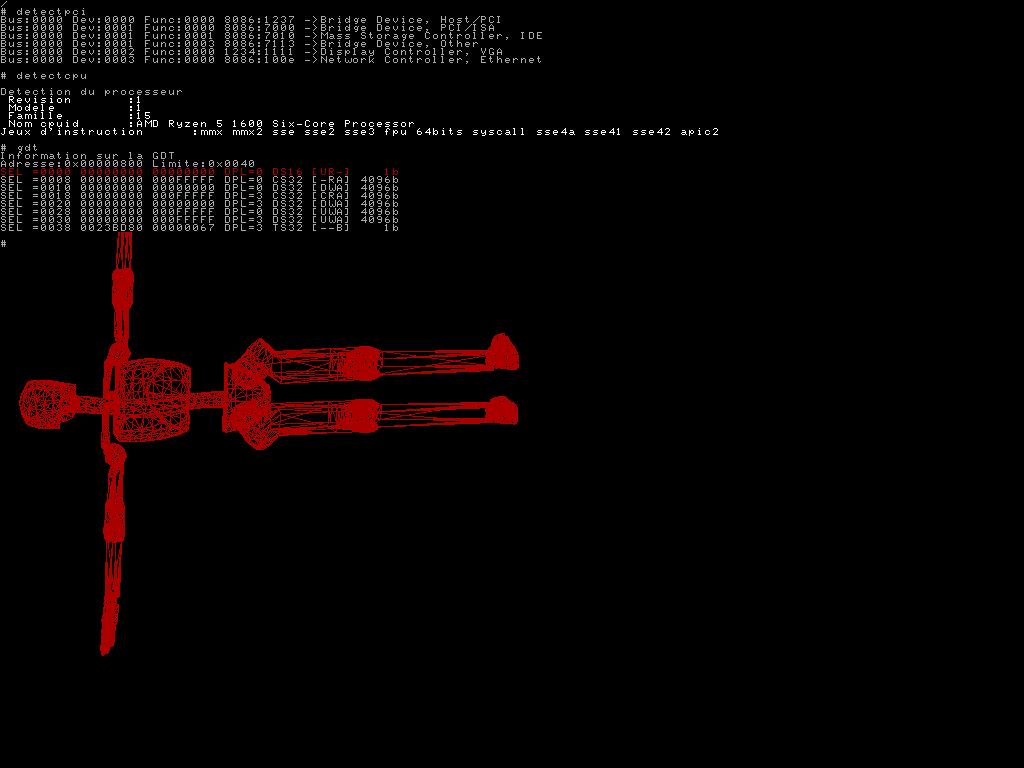 /
# detectpci
Bus:0000 Dev:0000 Func:0000 8086:1237 ->Bridge Device, Host/PCI
Bus:0000 Dev:0001 Func:0000 8086:7000 ->Bridge Device, PCI/ISA
Bus:0000 Dev:0001 Func:0001 8086:7010 ->Mass Storage Controller, IDE
Bus:0000 Dev:0001 Func:0003 8086:7113 ->Bridge Device, Other
Bus:0000 Dev:0002 Func:0000 1234:1111 ->Display Controller, VGA
Bus:0000 Dev:0003 Func:0000 8086:100e ->Network Controller, Ethernet
# detectcpu
Detection du processeur
Revision :1
Modele :1
Famille :15
Nom cpuid :AMD Ryzen 5 1600 Six-Core Processor
Jeux d'instruction :mmx mmx2 sse sse2 sse3 fpu 64bits syscall sse4a sse41 sse42 apic2
# gdt
Information sur la GDT
Adresse:0x00000800 Limite:0x0040
SEL =0000 00000000 00000000 DPL=0 DS16 [UR-] 1b
SEL =0008 00000000 000FFFFF DPL=0 CS32 [-RA] 4096b
SEL =0010 00000000 00000000 DPL=0 DS32 [DWA] 4096b
SEL =0018 00000000 000FFFFF DPL=3 CS32 [CRA] 4096b
SEL =0020 00000000 00000000 DPL=3 DS32 [DWA] 4096b
SEL =0028 00000000 000FFFFF DPL=0 DS32 [UWA] 4096b
SEL =0030 00000000 000FFFFF DPL=3 DS32 [UWA] 4096b
SEL =0038 0023BD80 00000067 DPL=3 TS32 [--B] 1b
#